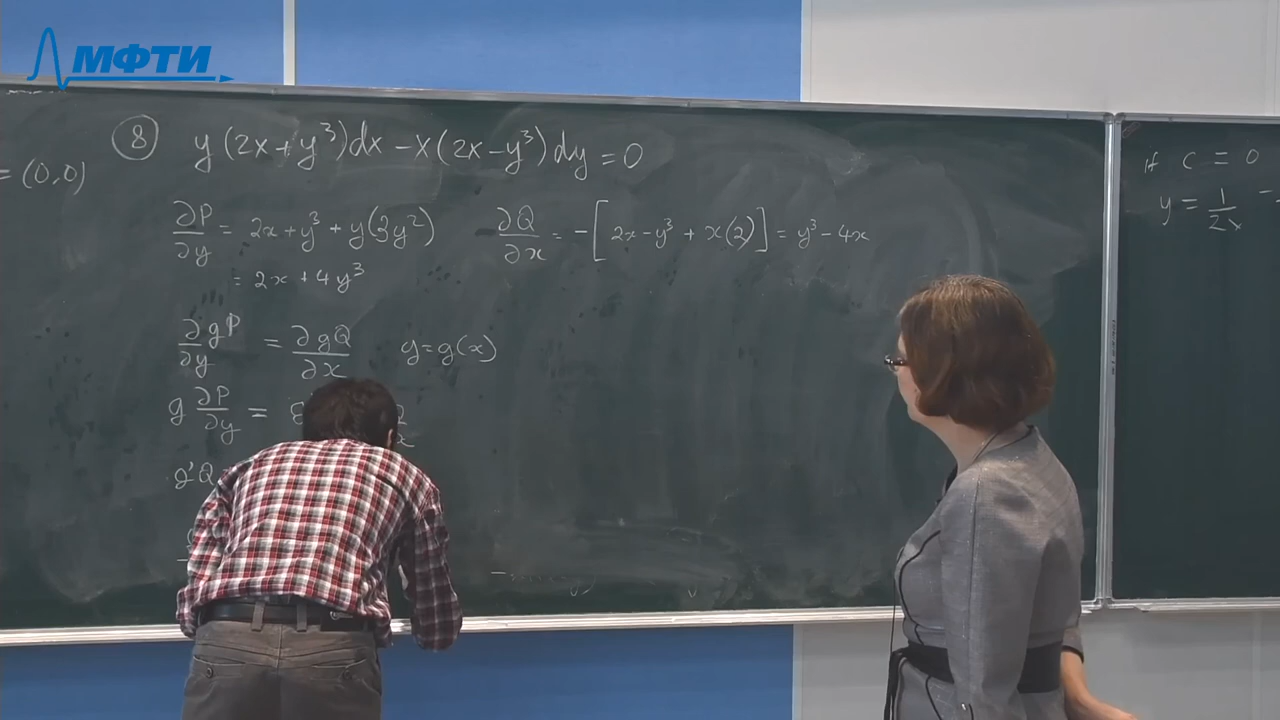 МФТИ
= (0,0)
⑧ y(2x+y³)dx - x(2x-y³)dy = 0
∂P/∂y = 2x+y³+y(3y²)
∂Q/∂x = -[2x-y³+x(2)] = y³-4x
= 2x+4y³
∂gP/∂y = ∂gQ/∂x y=g(x)
g ∂P/∂y =
g'Q
if C = 0
y = 1/2x